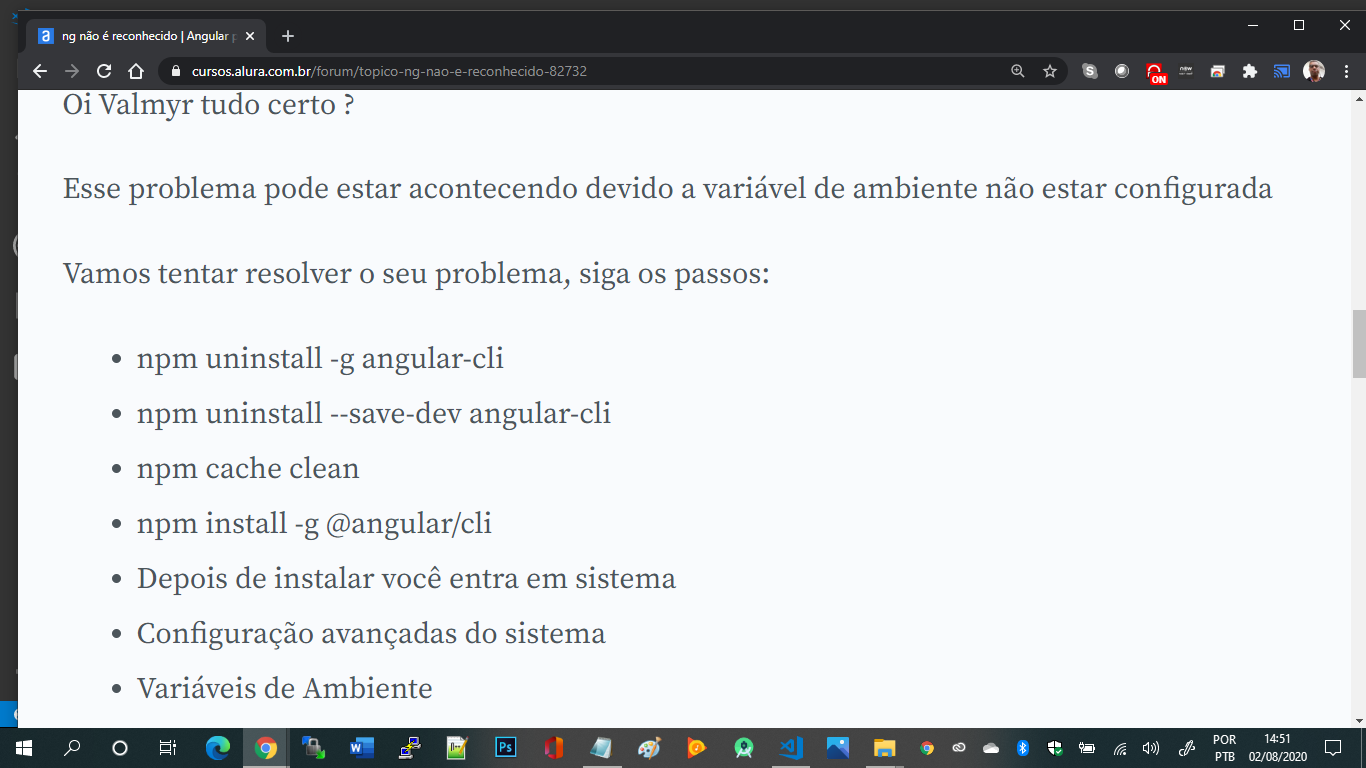 ng não é reconhecido | Angular p
cursos.alura.com.br/forum/topico-ng-nao-e-reconhecido-82732
ON
Oi Valmyr tudo certo ?
Esse problema pode estar acontecendo devido a variável de ambiente não estar configurada
Vamos tentar resolver o seu problema, siga os passos:
• npm uninstall -g angular-cli
• npm uninstall --save-dev angular-cli
• npm cache clean
• npm install -g @angular/cli
• Depois de instalar você entra em sistema
• Configuração avançadas do sistema
• Variáveis de Ambiente
POR
PTB
14:51
02/08/2020